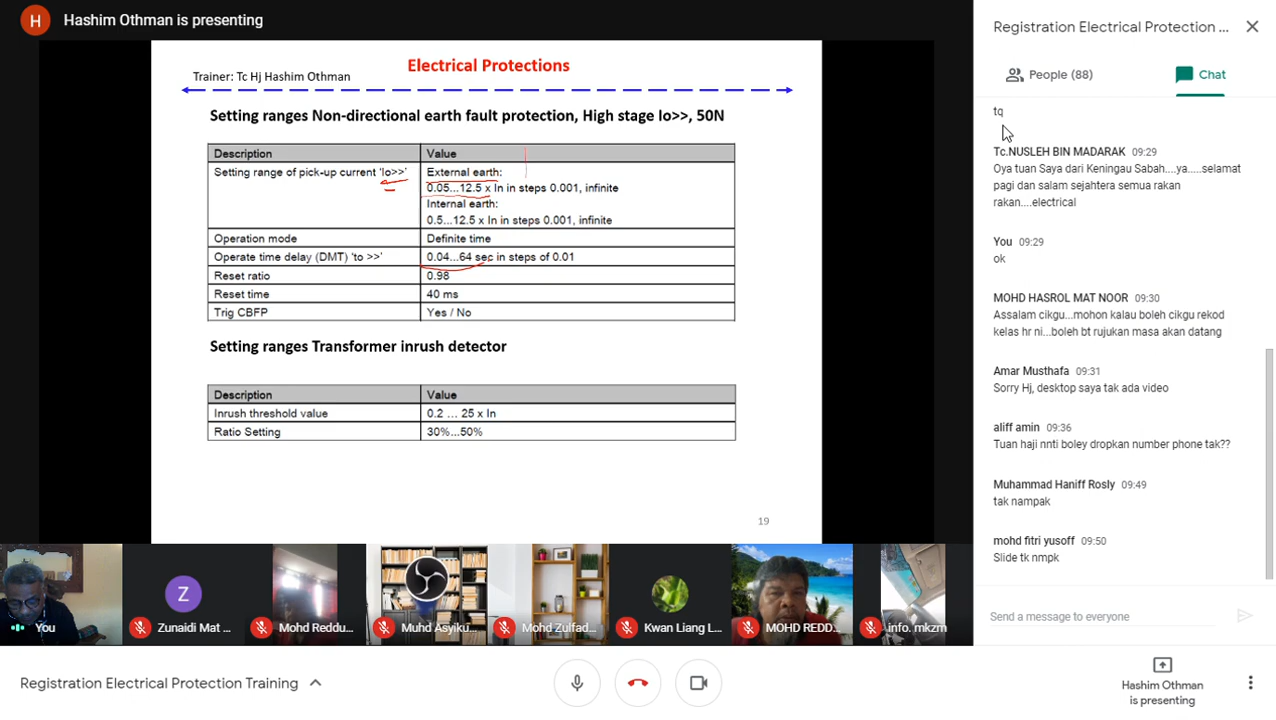 H
Hashim Othman is presenting
Trainer: Tc Hj Hashim Othman
Electrical Protections
Setting ranges Non-directional earth fault protection, High stage Io>>, 50N
Description Value
Setting range of pick-up current 'Io>>' External earth:
0.05...12.5 x In in steps 0.001, infinite
Internal earth:
0.5...12.5 x In in steps 0.001, infinite
Operation mode Definite time
Operate time delay (DMT) 'to >>' 0.04...64 sec in steps of 0.01
Reset ratio 0.98
Reset time 40 ms
Trig CBFP Yes / No
Setting ranges Transformer inrush detector
Description Value
Inrush threshold value 0.2 ... 25 x In
Ratio Setting 30%...50%
19
You
Z
Zunaidi Mat ...
Mohd Reddu...
Muhd Asyiku...
Mohd Zulfad...
Kwan Liang L...
MOHD REDD...
info. mkzm
Registration Electrical Protection Training
Registration Electrical Protection ...
People (88)
Chat
tq
Tc.NUSLEH BIN MADARAK 09:29
Oya tuan Saya dari Keningau Sabah....ya.....selamat
pagi dan salam sejahtera semua rakan
rakan....electrical
You 09:29
ok
MOHD HASROL MAT NOOR 09:30
Assalam cikgu...mohon kalau boleh cikgu rekod
kelas hr ni...boleh bt rujukan masa akan datang
Amar Musthafa 09:31
Sorry Hj, desktop saya tak ada video
aliff amin 09:36
Tuan haji nnti boley dropkan number phone tak??
Muhammad Haniff Rosly 09:49
tak nampak
mohd fitri yusoff 09:50
Slide tk nmpk
Send a message to everyone
Hashim Othman
is presenting